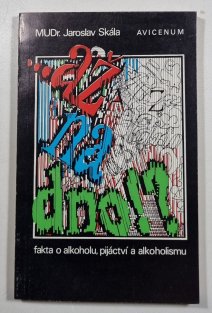 MUDr. Jaroslav Skála AVICENUM
...až
na
dno!?
fakta o alkoholu, pijáctví a alkoholismu